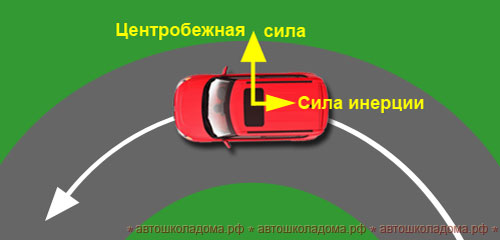 Центробежная сила
Сила инерции
» автошколадома.рф » автошколадома.рф » автошколадома.рф